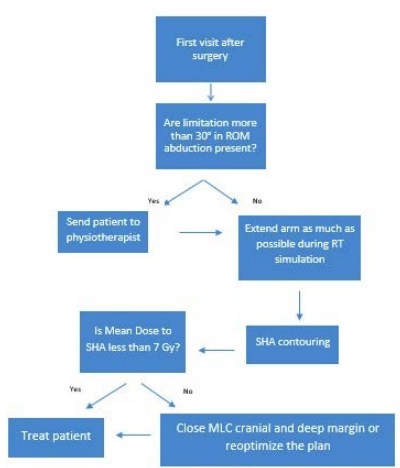 First visit after
surgery
Are limitation more
than 30° in ROM
abduction present?
Yes
No
Send patient to
physiotherapist
Extend arm as much as
possible during RT
simulation
Is Mean Dose to
SHA less than 7 Gy?
SHA contouring
Yes
No
Treat patient
Close MLC cranial and deep margin or
reoptimize the plan